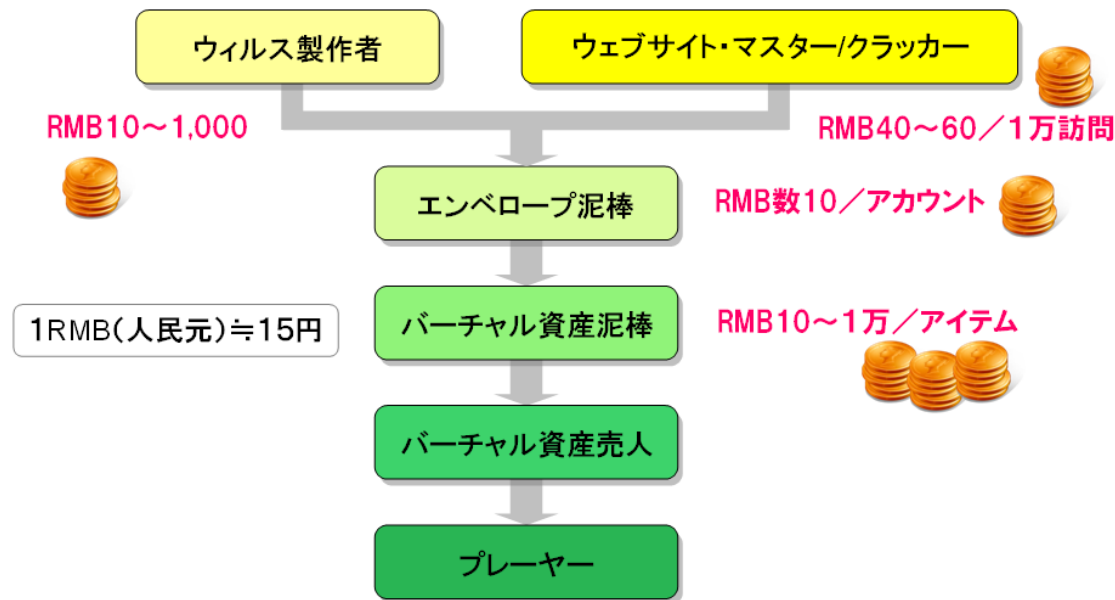 ウィルス製作者
ウェブサイト・マスター/クラッカー
RMB10～1,000
RMB40～60／1万訪問
エンベロープ泥棒
RMB数10／アカウント
1RMB(人民元)≒15円
バーチャル資産泥棒
RMB10～1万／アイテム
バーチャル資産売人
プレーヤー